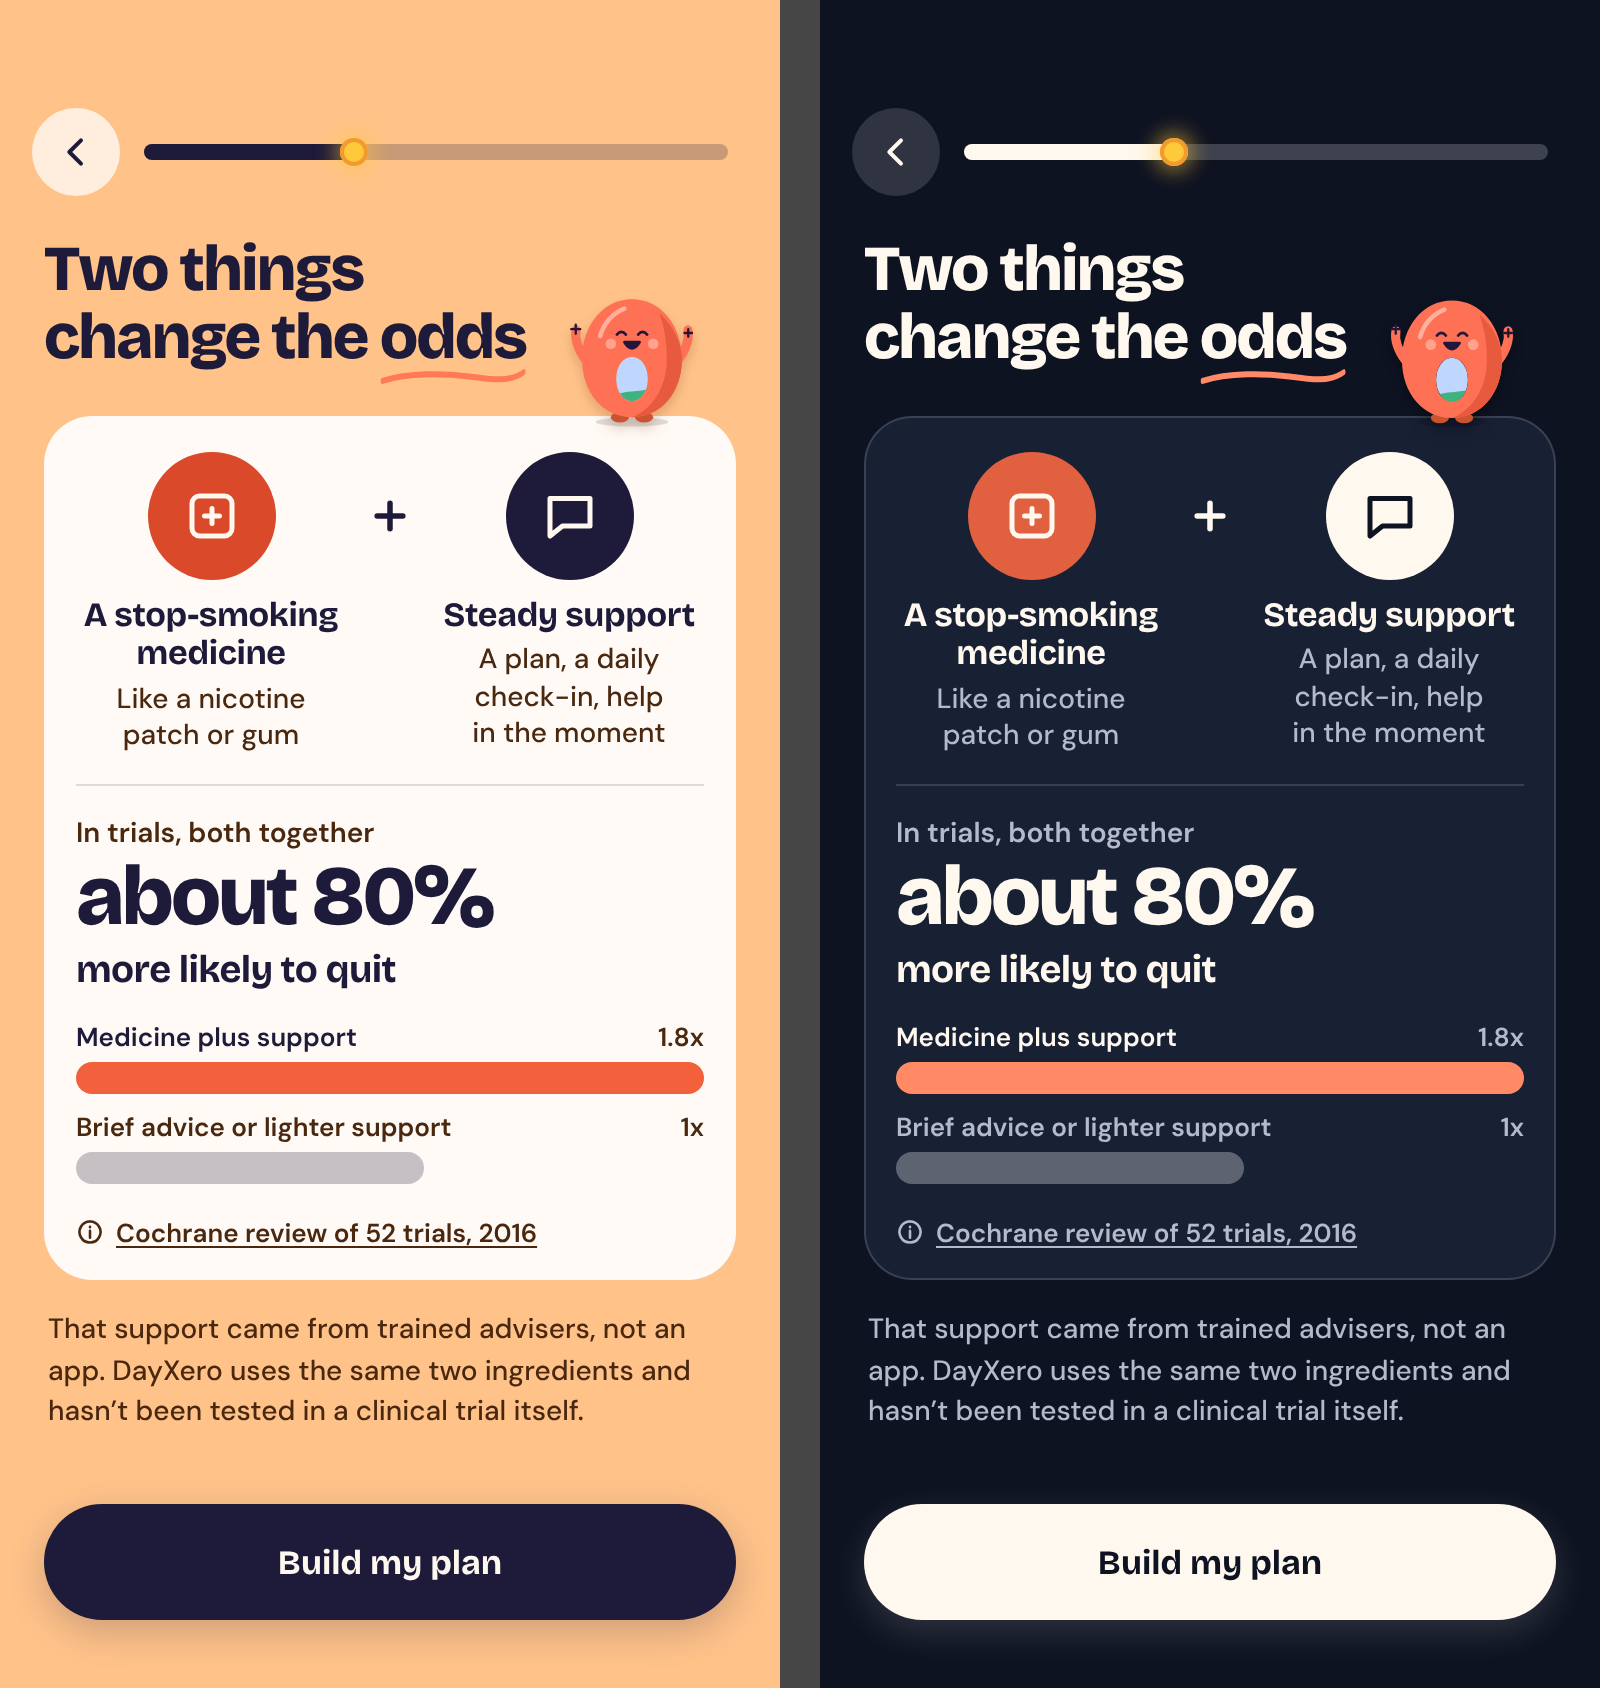 Two things
change the odds
A stop-smoking
medicine
Like a nicotine
patch or gum
Steady support
A plan, a daily
check-in, help
in the moment
In trials, both together
about 80%
more likely to quit
Medicine plus support 1.8x
Brief advice or lighter support 1x
Cochrane review of 52 trials, 2016
That support came from trained advisers, not an
app. DayXero uses the same two ingredients and
hasn’t been tested in a clinical trial itself.
Build my plan
Two things
change the odds
A stop-smoking
medicine
Like a nicotine
patch or gum
Steady support
A plan, a daily
check-in, help
in the moment
In trials, both together
about 80%
more likely to quit
Medicine plus support 1.8x
Brief advice or lighter support 1x
Cochrane review of 52 trials, 2016
That support came from trained advisers, not an
app. DayXero uses the same two ingredients and
hasn’t been tested in a clinical trial itself.
Build my plan